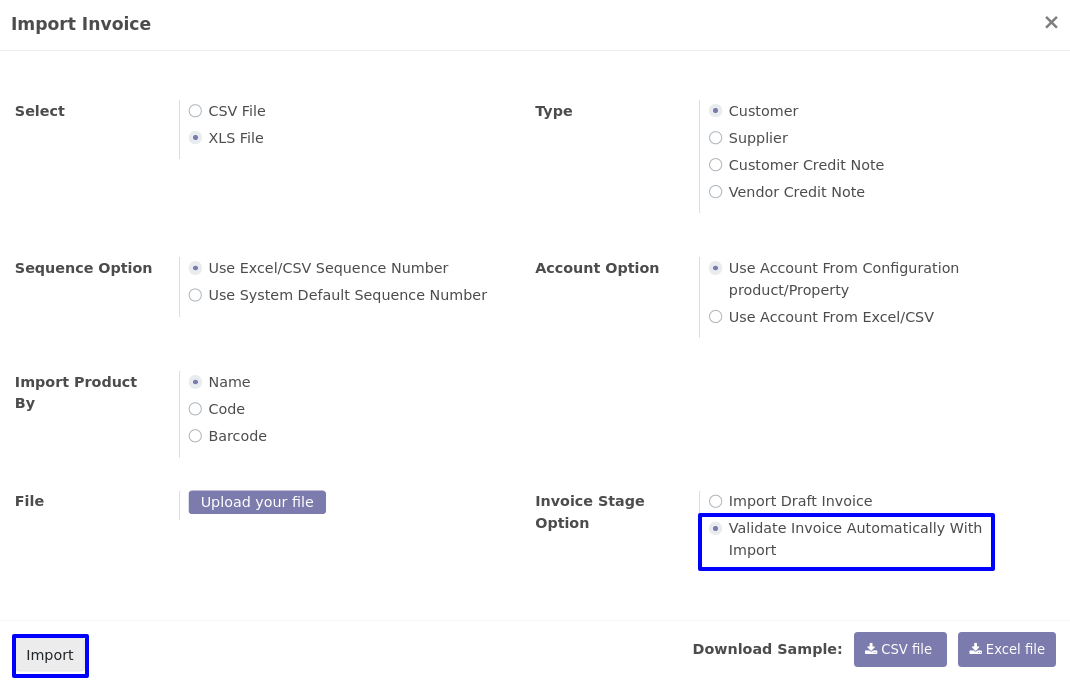 Import Invoice
×
Select
CSV File
XLS File
Type
Customer
Supplier
Customer Credit Note
Vendor Credit Note
Sequence Option
Use Excel/CSV Sequence Number
Use System Default Sequence Number
Account Option
Use Account From Configuration
product/Property
Use Account From Excel/CSV
Import Product
By
Name
Code
Barcode
File
Upload your file
Invoice Stage
Option
Import Draft Invoice
Validate Invoice Automatically With
Import
Import
Download Sample:
CSV file
Excel file